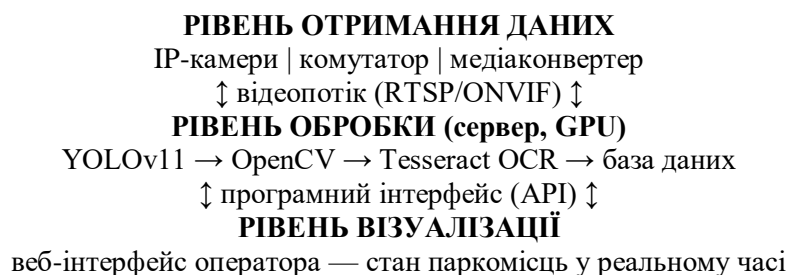 РІВЕНЬ ОТРИМАННЯ ДАНИХ
IP-камери | комутатор | медіаконвертер
↕ відеопотік (RTSP/ONVIF) ↕
РІВЕНЬ ОБРОБКИ (сервер, GPU)
YOLOv11 → OpenCV → Tesseract OCR → база даних
↕ програмний інтерфейс (API) ↕
РІВЕНЬ ВІЗУАЛІЗАЦІЇ
веб-інтерфейс оператора — стан паркомісць у реальному часі